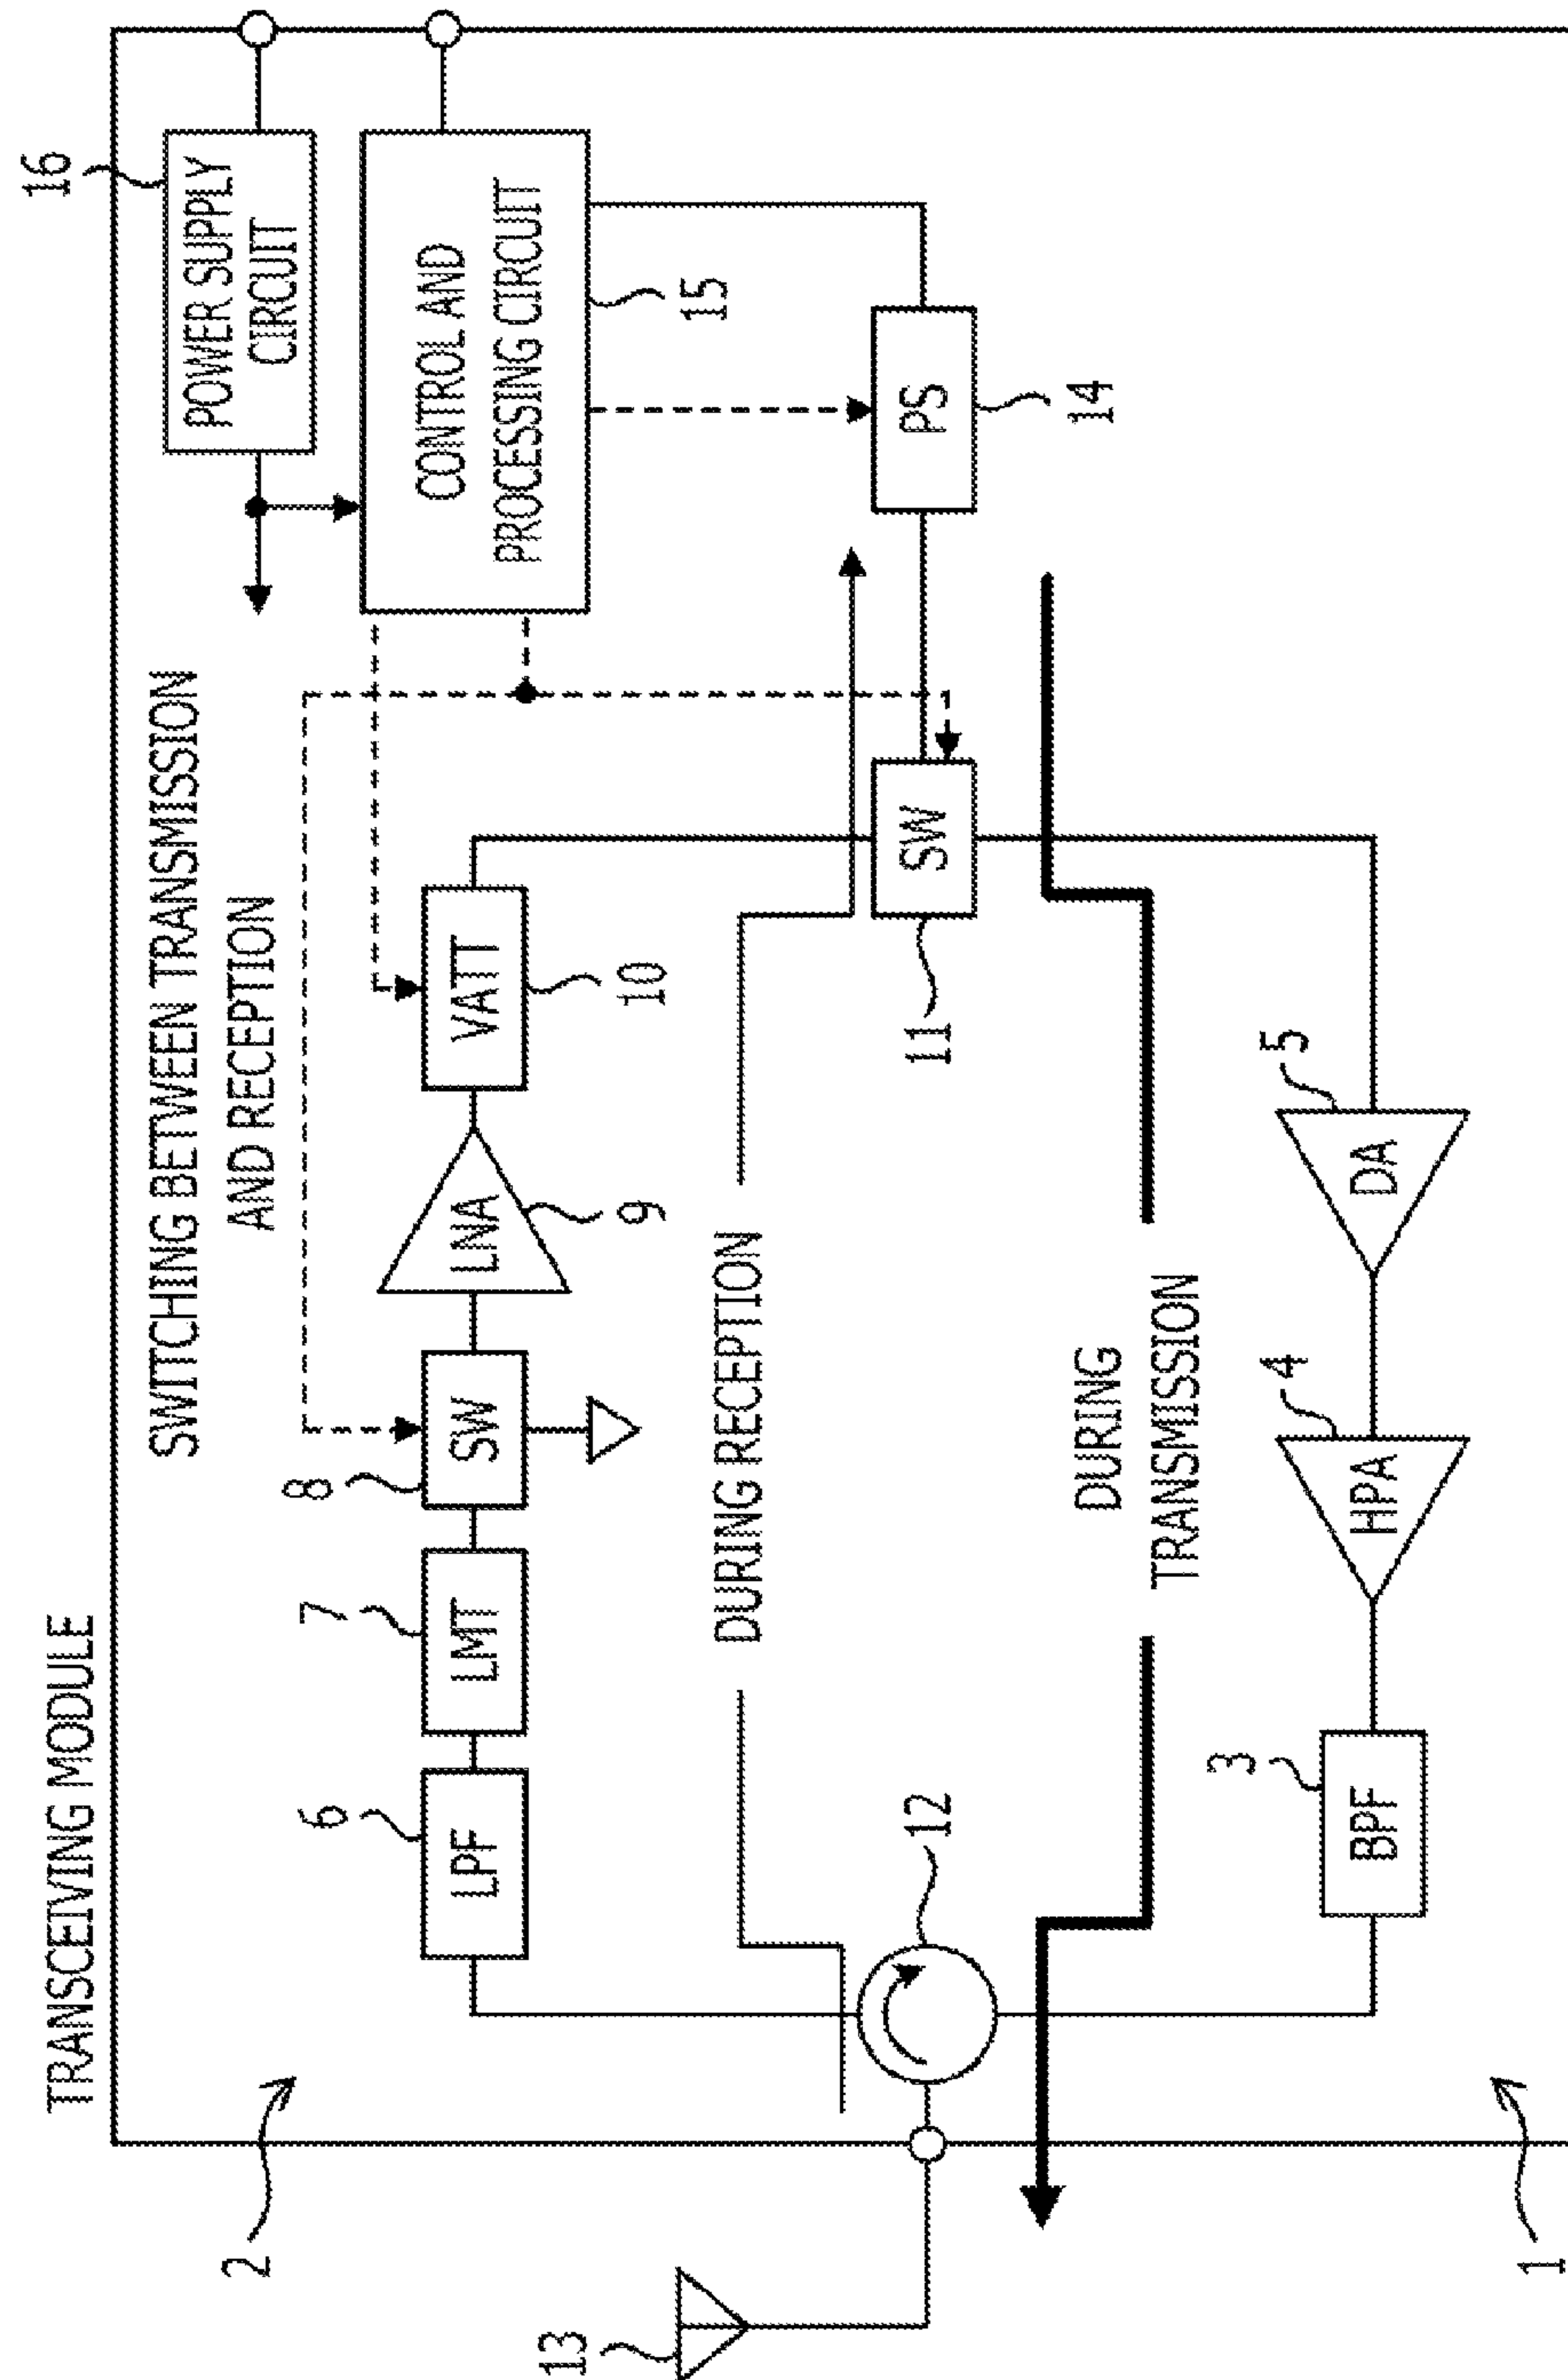 TRANSCEIVING MODULE
2
SWITCHING BETWEEN TRANSMISSION
AND RECEPTION
16
POWER SUPPLY
CIRCUIT
6
LPF
7
LMT
8
SW
LNA
9
VATT
10
CONTROL AND
PROCESSING CIRCUIT
15
13
DURING RECEPTION
12
SW
11
PS
14
DURING
TRANSMISSION
3
BPF
4
HPA
5
DA
1